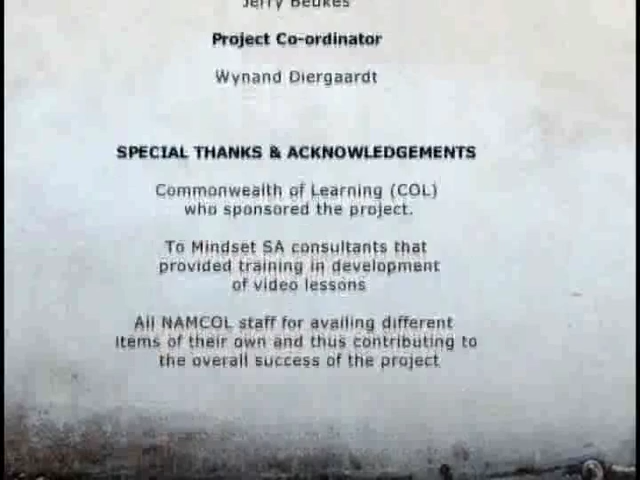 Jerry Beukes
Project Co-ordinator
Wynand Diergaardt
SPECIAL THANKS & ACKNOWLEDGEMENTS
Commonwealth of Learning (COL)
who sponsored the project.
To Mindset SA consultants that
provided training in development
of video lessons
All NAMCOL staff for availing different
items of their own and thus contributing to
the overall success of the project